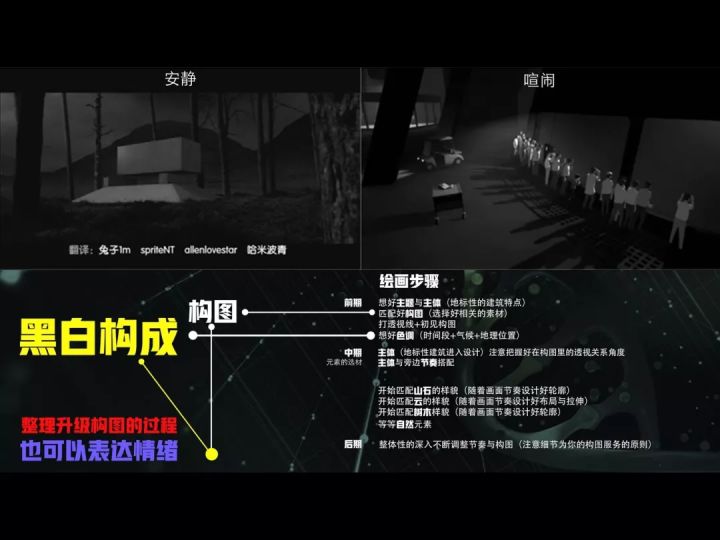 安静
喧闹
翻译：兔子1m spriteNT allenlovestar 哈米波青
绘画步骤
构图
黑白构成
整理升级构图的过程
也可以表达情绪
前期
想好主题与主体（地标性的建筑特点）
匹配好构图（选择好相关的素材）
打透视线+初见构图
想好色调（时间段+气候+地理位置）
中期
元素的选材
主体（地标性建筑进入设计）注意把握好在构图里的透视关系角度
主体与旁边节奏搭配
开始匹配山石的样貌（随着画面节奏设计好轮廓）
开始匹配云的样貌（随着画面节奏设计好布局与拉伸）
开始匹配树木样貌（随着画面节奏设计好轮廓）
等等自然元素
后期
整体性的深入不断调整节奏与构图（注意细节为你的构图服务的原则）